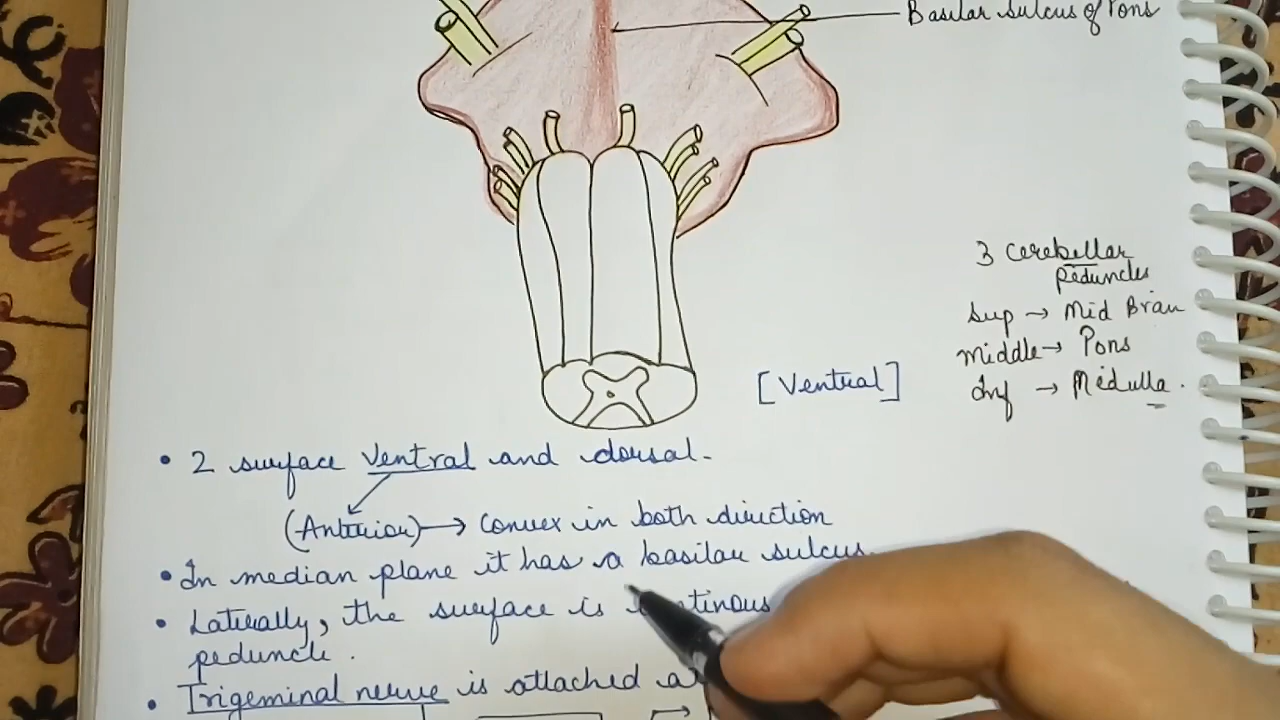 Basilar sulcus of Pons
3 cerebellar
peduncles
Sup → Mid Brain
Middle → Pons
Inf → Medulla.
[Ventral]
• 2 surface ventral and dorsal.
(Anterior) → Convex in both direction
• In median plane it has a basilar sulcus.
• Laterally, the surface is
peduncle.
• Trigeminal nerve is attached